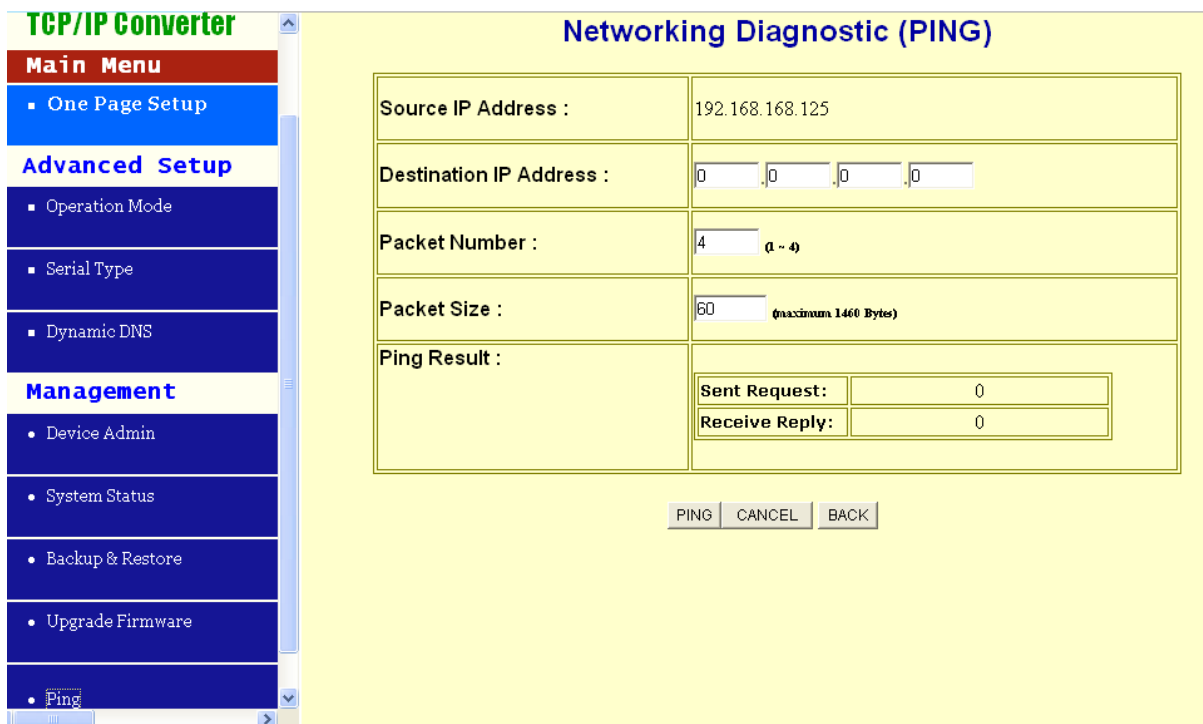 TCP/IP Converter
Main Menu
One Page Setup
Advanced Setup
Operation Mode
Serial Type
Dynamic DNS
Management
Device Admin
System Status
Backup & Restore
Upgrade Firmware
Ping
Networking Diagnostic (PING)
Source IP Address : 192.168.168.125
Destination IP Address : 0 .0 .0 .0
Packet Number : 4 (1 ~ 4)
Packet Size : 60 (maximum 1460 Bytes)
Ping Result :
Sent Request: 0
Receive Reply: 0
PING CANCEL BACK